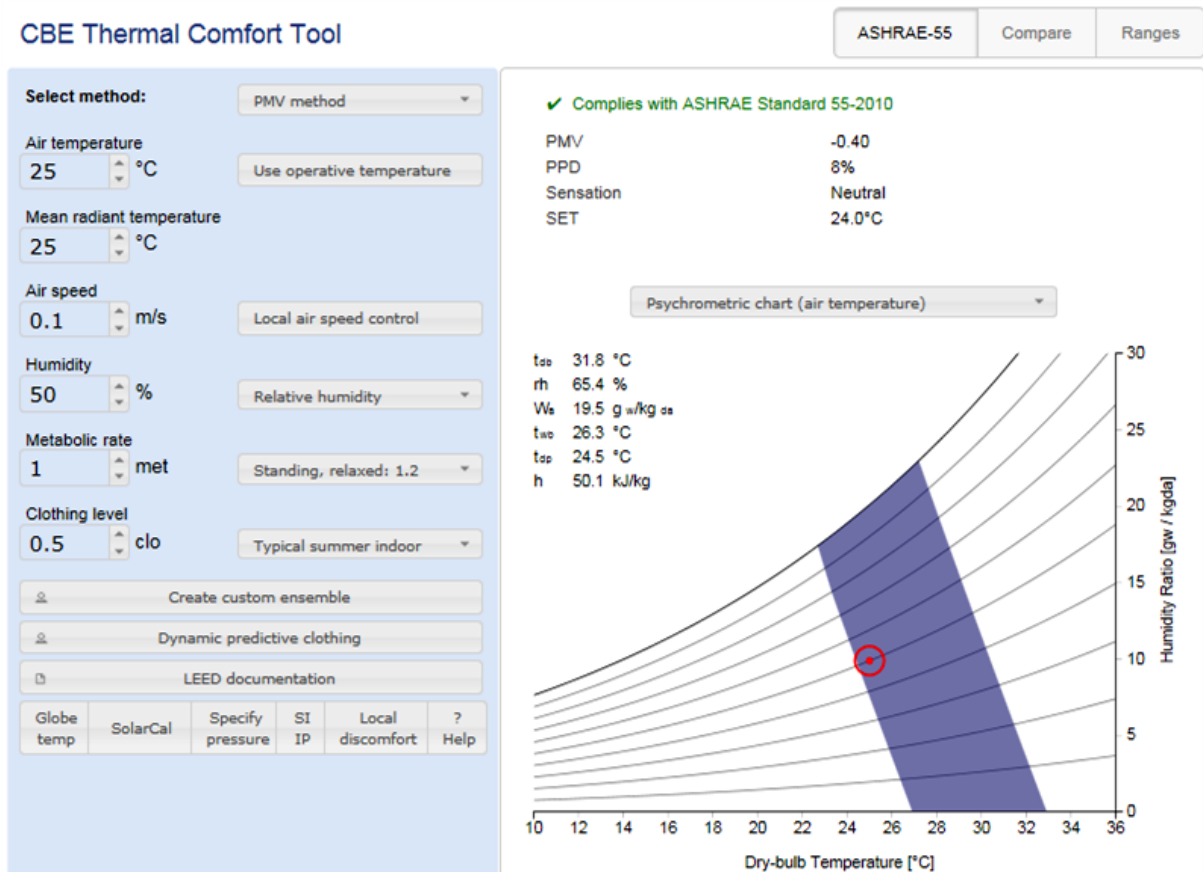 CBE Thermal Comfort Tool
ASHRAE-55 Compare Ranges
Select method: PMV method
Air temperature
25 °C Use operative temperature
Mean radiant temperature
25 °C
Air speed
0.1 m/s Local air speed control
Humidity
50 % Relative humidity
Metabolic rate
1 met Standing, relaxed: 1.2
Clothing level
0.5 clo Typical summer indoor
Create custom ensemble
Dynamic predictive clothing
LEED documentation
Globe temp SolarCal Specify pressure SI IP Local discomfort ? Help
✔ Complies with ASHRAE Standard 55-2010
PMV -0.40
PPD 8%
Sensation Neutral
SET 24.0°C
Psychrometric chart (air temperature)
tdb 31.8 °C
rh 65.4 %
Wa 19.5 g w/kg da
twb 26.3 °C
tdp 24.5 °C
h 50.1 kJ/kg
30
25
20
15
10
5
0
Humidity Ratio [gw / kgda]
10 12 14 16 18 20 22 24 26 28 30 32 34 36
Dry-bulb Temperature [°C]